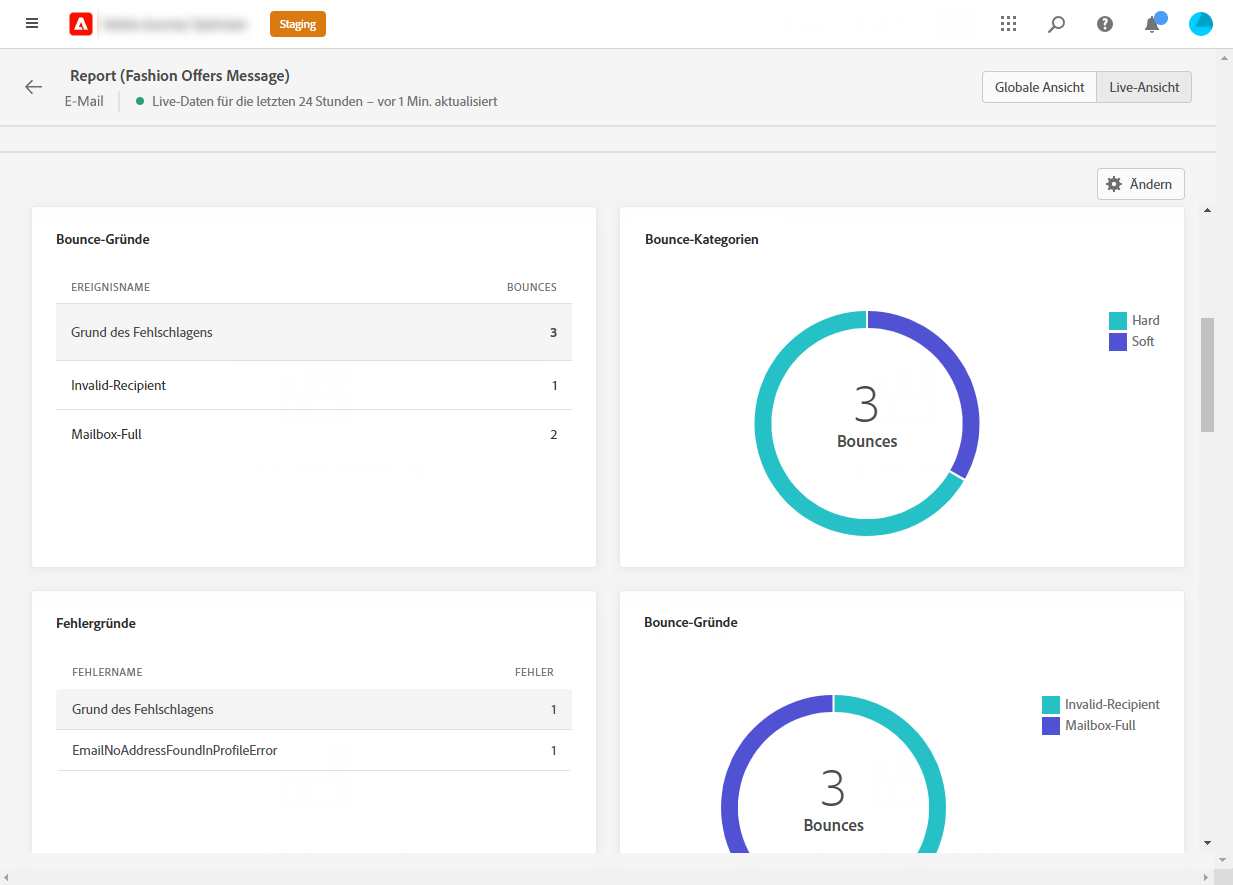 Staging
Report (Fashion Offers Message)
E-Mail
Live-Daten für die letzten 24 Stunden – vor 1 Min. aktualisiert
Globale Ansicht
Live-Ansicht
Ändern
Bounce-Gründe
EREIGNISNAME BOUNCES
Grund des Fehlschlagens 3
Invalid-Recipient 1
Mailbox-Full 2
Bounce-Kategorien
Hard
Soft
3
Bounces
Fehlergründe
FEHLERNAME FEHLER
Grund des Fehlschlagens 1
EmailNoAddressFoundInProfileError 1
Bounce-Gründe
Invalid-Recipient
Mailbox-Full
3
Bounces